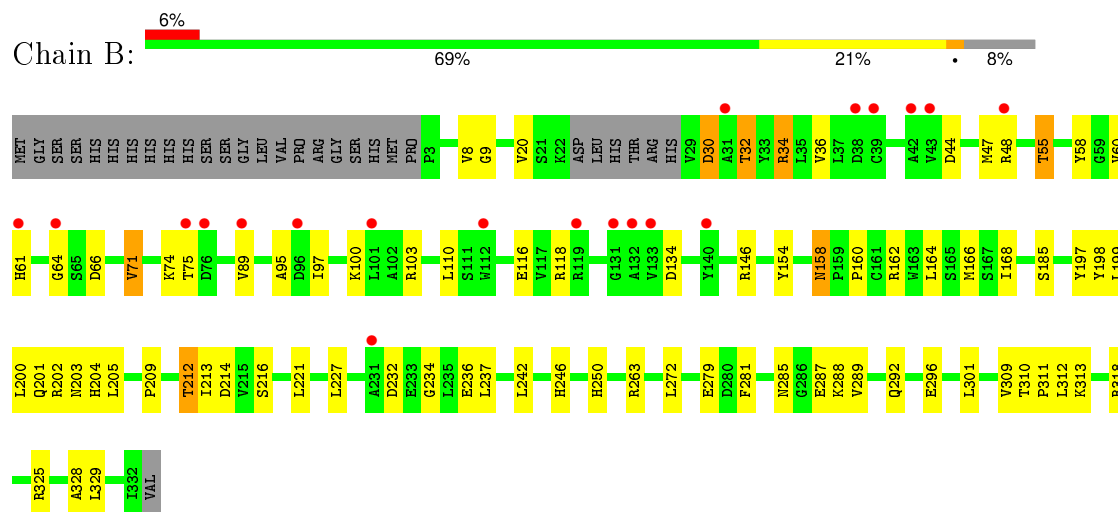 6%
Chain B:
69% 21% • 8%
MET GLY SER SER HIS HIS HIS HIS HIS HIS SER SER GLY LEU VAL PRO ARG GLY SER HIS MET PRO P3 V8 G9 V20 S21 K22 ASP LEU HIS THR ARG HIS V29 D30 A31 T32 Y33 R34 L35 V36 L37 D38 C39 A42 V43 D44 M47 R48 T55 Y58 G59 V60
H61 G64 S65 D66 V71 K74 T75 D76 V89 A95 D96 I97 K100 L101 A102 R103 L110 S111 W112 E116 V117 R118 R119 G131 A132 V133 D134 Y140 R146 Y154 N158 P159 P160 C161 R162 W163 L164 S165 M166 S167 I168 S185 Y197 Y198 P199
L200 Q201 R202 N203 H204 L205 P209 T212 I213 D214 V215 S216 L221 L227 A231 D232 E233 G234 L235 E236 L237 L242 H246 H250 R263 L272 E279 D280 F281 N285 G286 E287 K288 V289 Q292 E296 L301 V309 T310 P311 L312 K313 R318
R325 A328 L329 I332 VAL